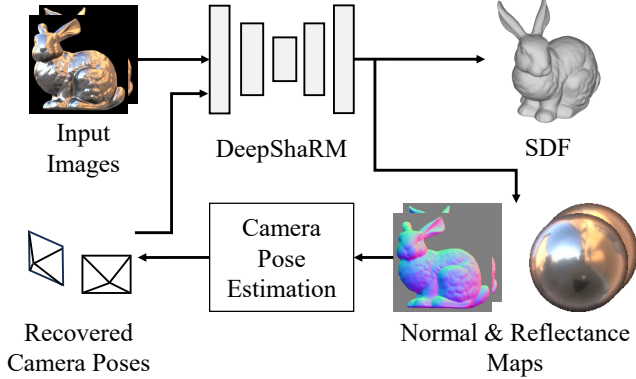 Input
Images
DeepShaRM
SDF
Camera
Pose
Estimation
Recovered
Camera Poses
Normal & Reflectance
Maps